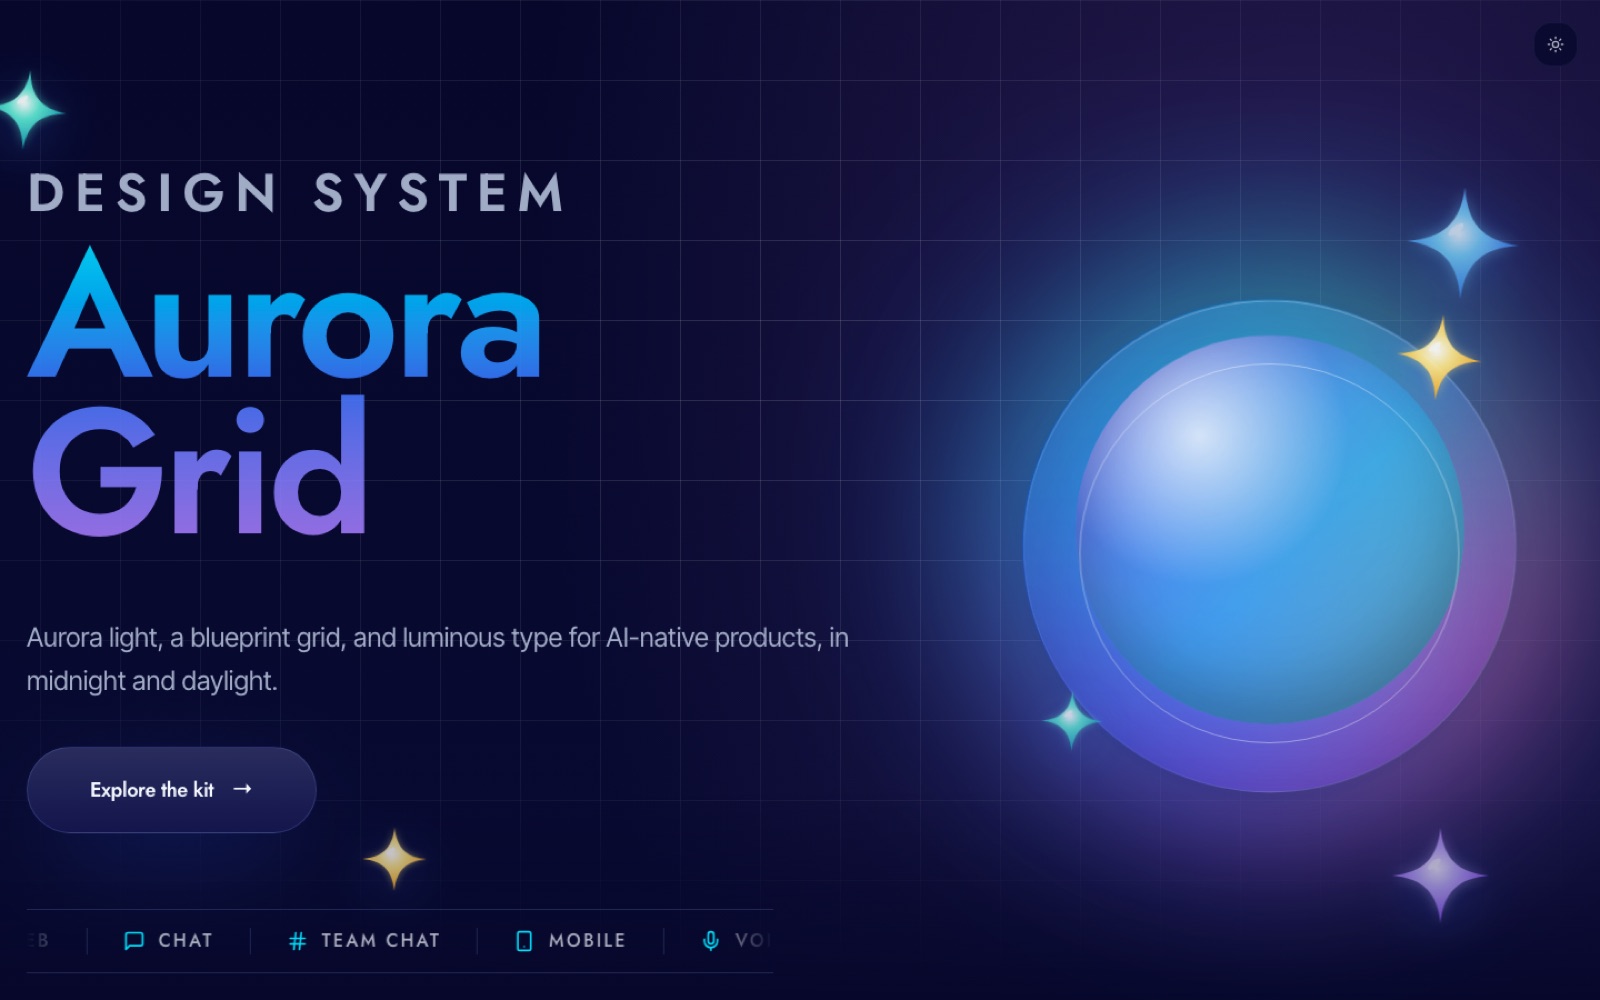 DESIGN SYSTEM
Aurora
Grid
Aurora light, a blueprint grid, and luminous type for AI-native products, in
midnight and daylight.
Explore the kit →
CHAT
TEAM CHAT
MOBILE